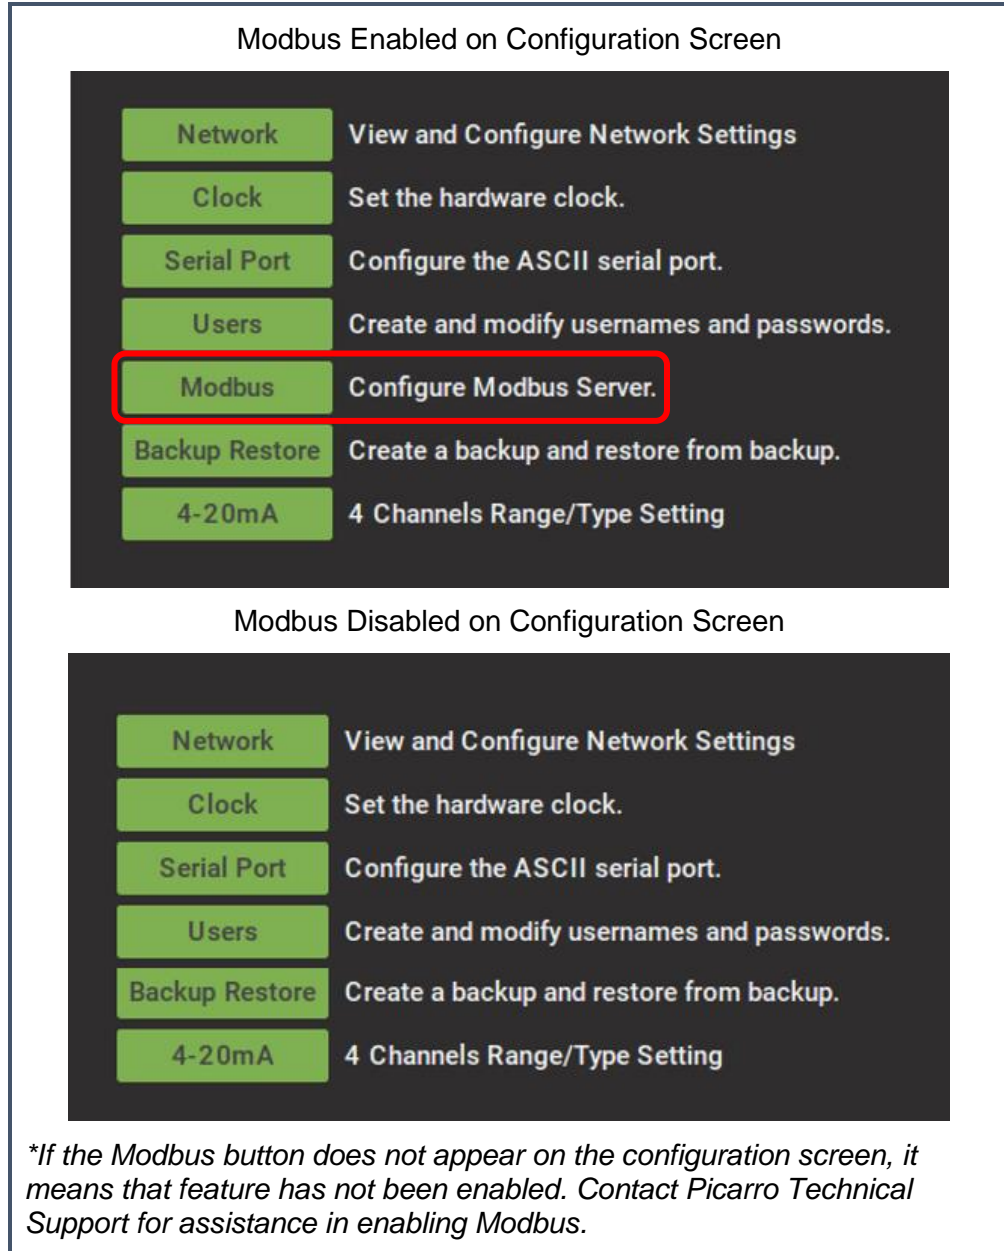 Modbus Enabled on Configuration Screen
Network View and Configure Network Settings
Clock Set the hardware clock.
Serial Port Configure the ASCII serial port.
Users Create and modify usernames and passwords.
Modbus Configure Modbus Server.
Backup Restore Create a backup and restore from backup.
4-20mA 4 Channels Range/Type Setting
Modbus Disabled on Configuration Screen
Network View and Configure Network Settings
Clock Set the hardware clock.
Serial Port Configure the ASCII serial port.
Users Create and modify usernames and passwords.
Backup Restore Create a backup and restore from backup.
4-20mA 4 Channels Range/Type Setting
*If the Modbus button does not appear on the configuration screen, it
means that feature has not been enabled. Contact Picarro Technical
Support for assistance in enabling Modbus.